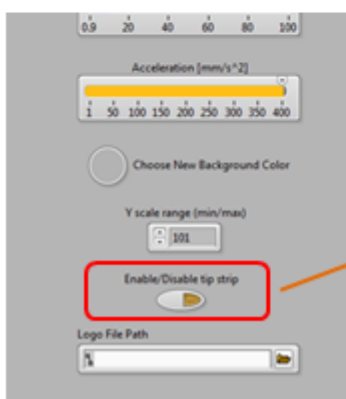 0.9 20 40 60 80 100
Acceleration [mm/s^2]
1 50 100 150 200 250 300 350 400
Choose New Background Color
Y scale range (min/max)
101
Enable/Disable tip strip
Logo File Path